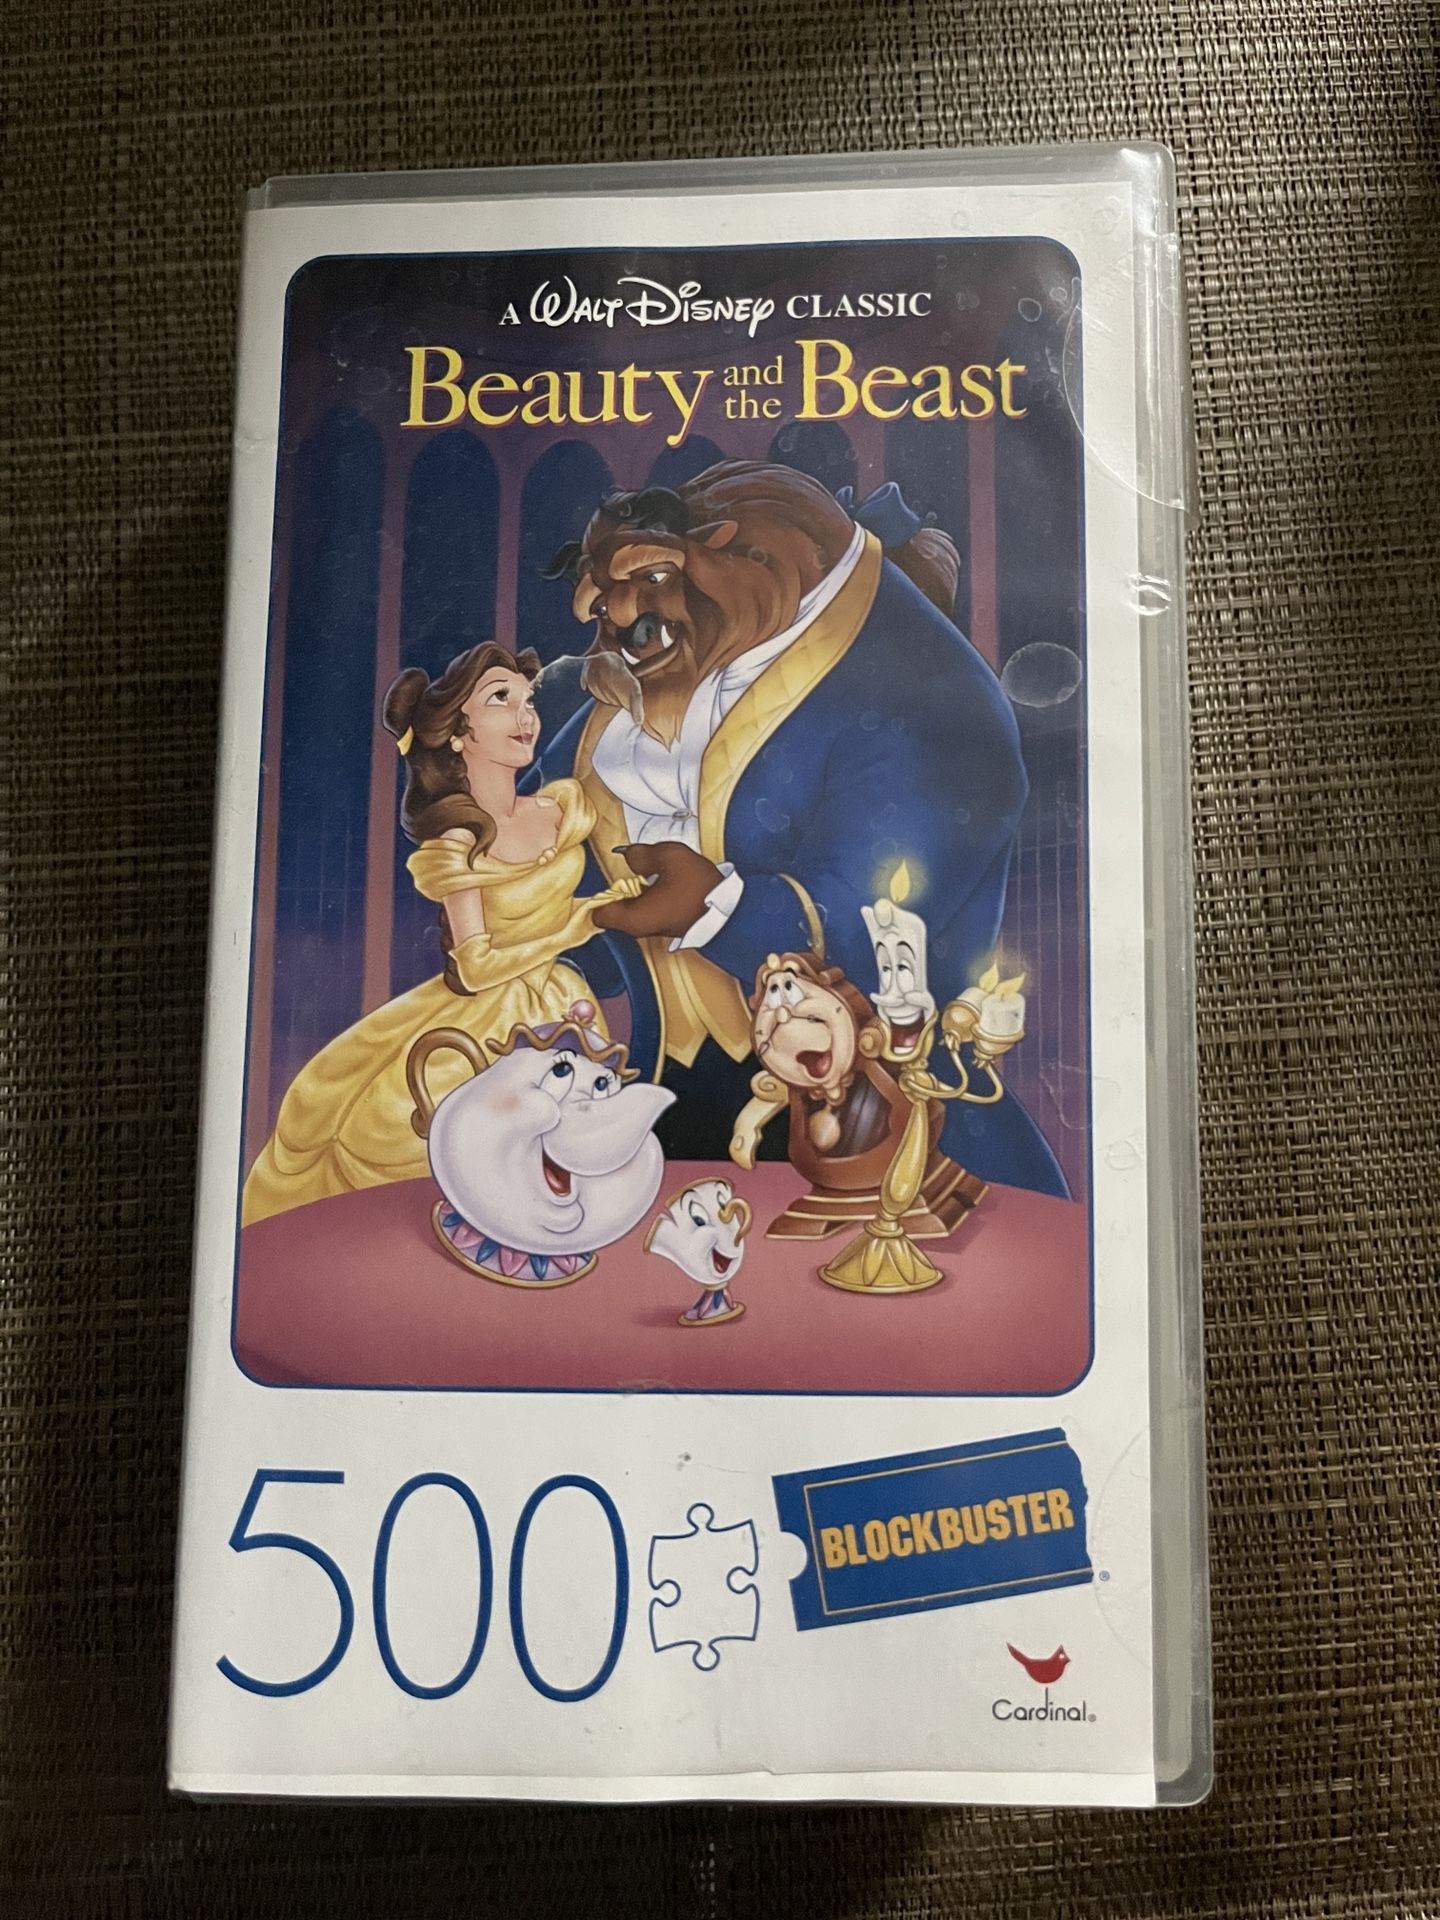 A WALT DISNEY CLASSIC
Beauty and the Beast
500
BLOCKBUSTER®
Cardinal®